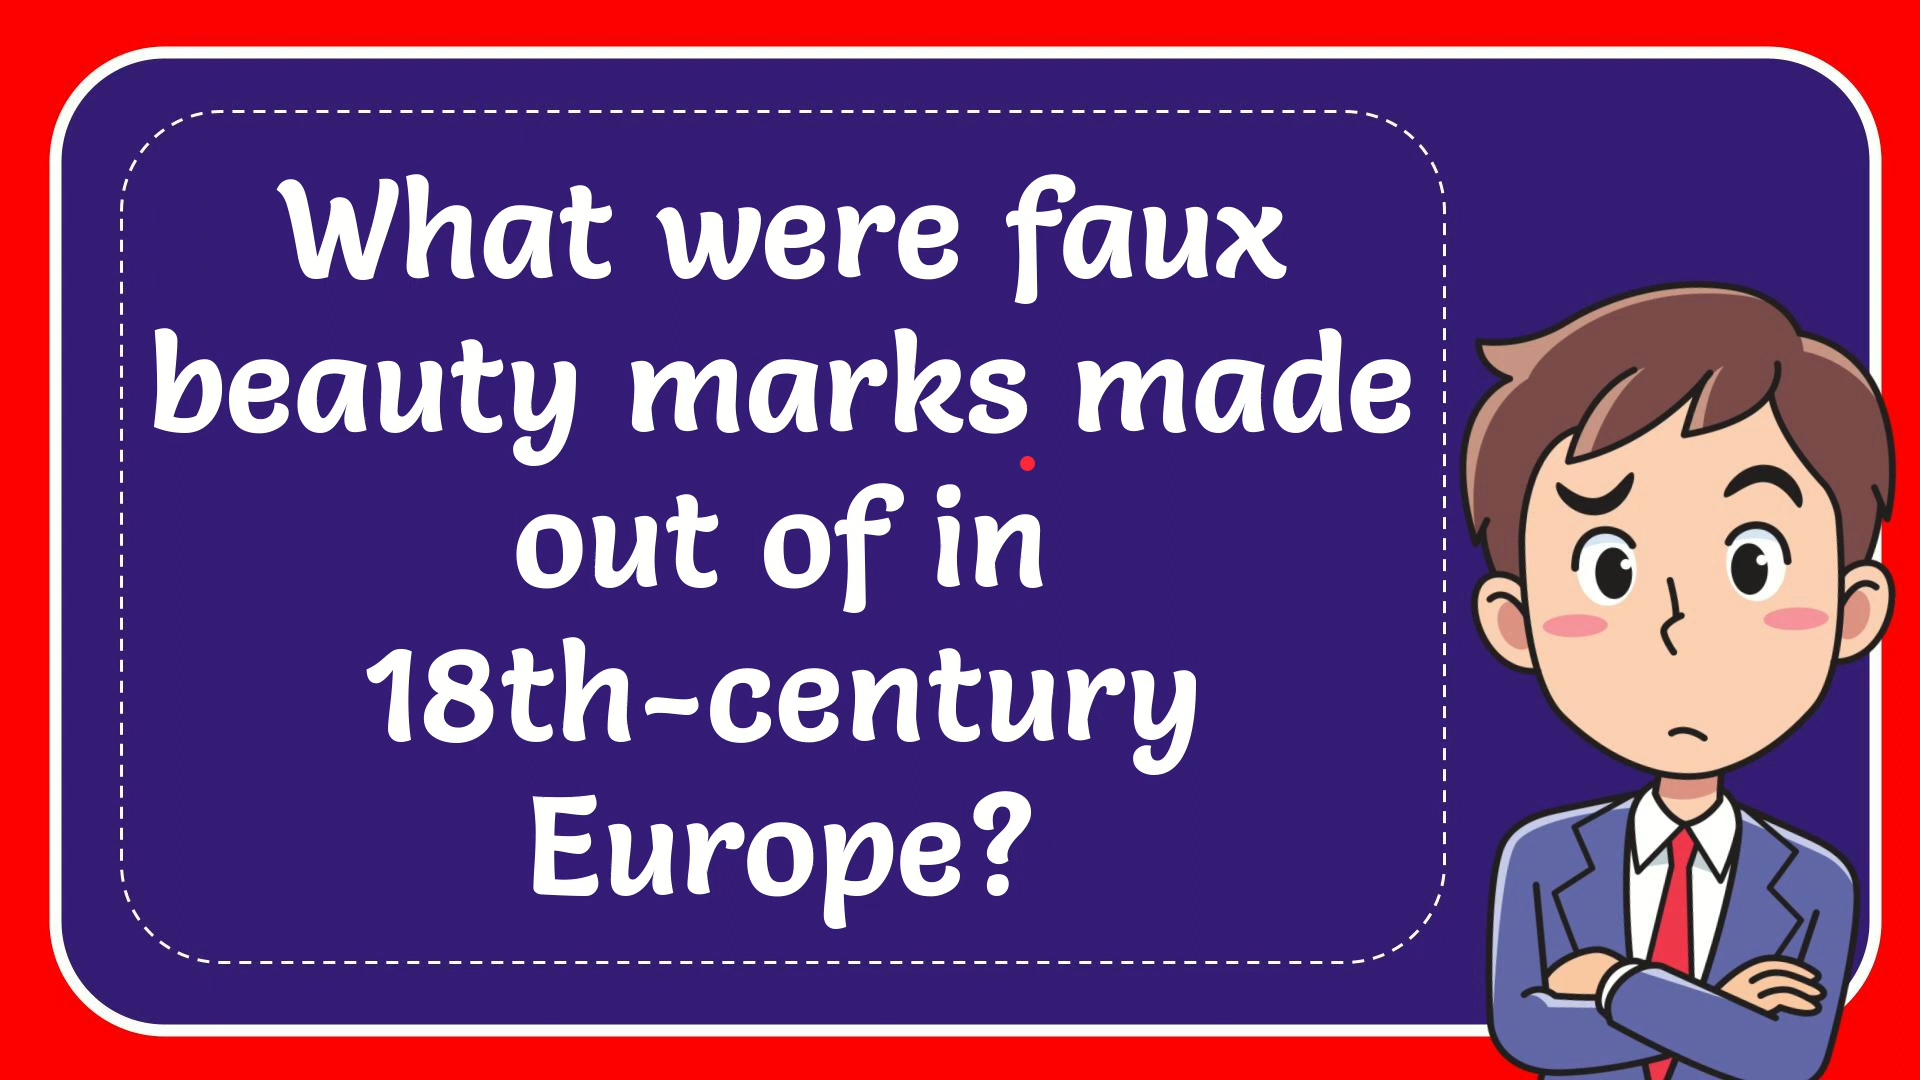 What were faux
beauty marks made
out of in
18th-century
Europe?